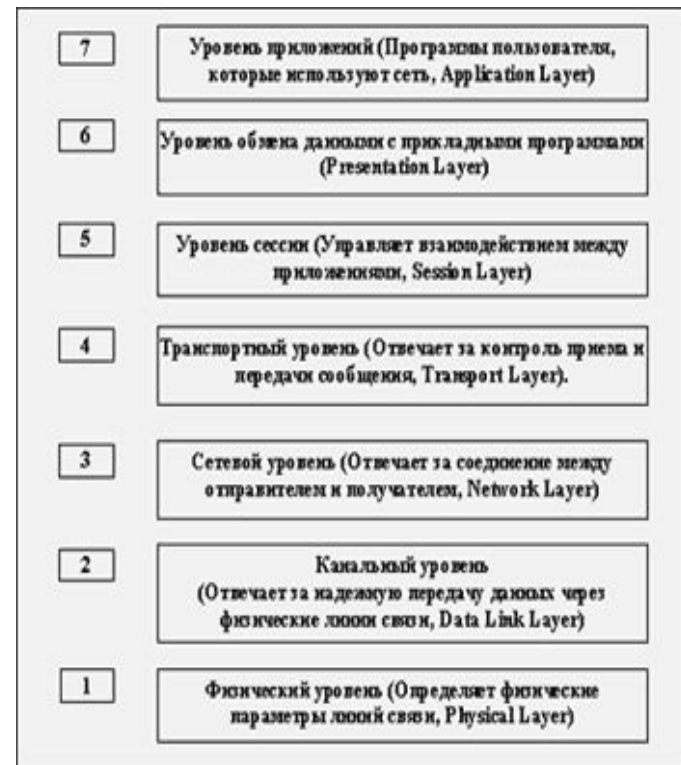 7
Уровень приложений (Программы пользователя,
которые используют сеть, Application Layer)
6
Уровень обмена данными с прикладными программами
(Presentation Layer)
5
Уровень сессии (Управляет взаимодействием между
приложениями, Session Layer)
4
Транспортный уровень (Отвечает за контроль приема и
передачи сообщения, Transport Layer).
3
Сетевой уровень (Отвечает за соединение между
отправителем и получателем, Network Layer)
2
Канальный уровень
(Отвечает за надежную передачу данных через
физические линии связи, Data Link Layer)
1
Физический уровень (Определяет физические
параметры линий связи, Physical Layer)